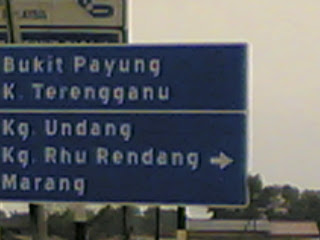 Bukit Payung
K. Terengganu
Kg. Undang
Kg. Rhu Rendang
Marang